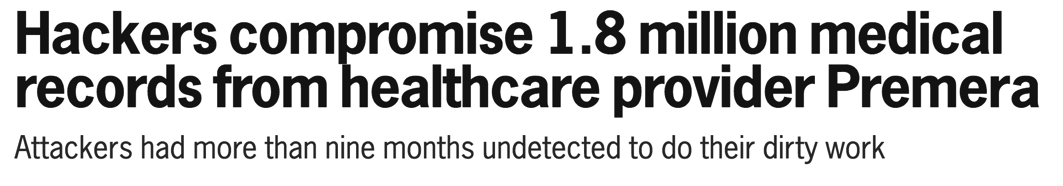 Hackers compromise 1.8 million medical
records from healthcare provider Premera
Attackers had more than nine months undetected to do their dirty work